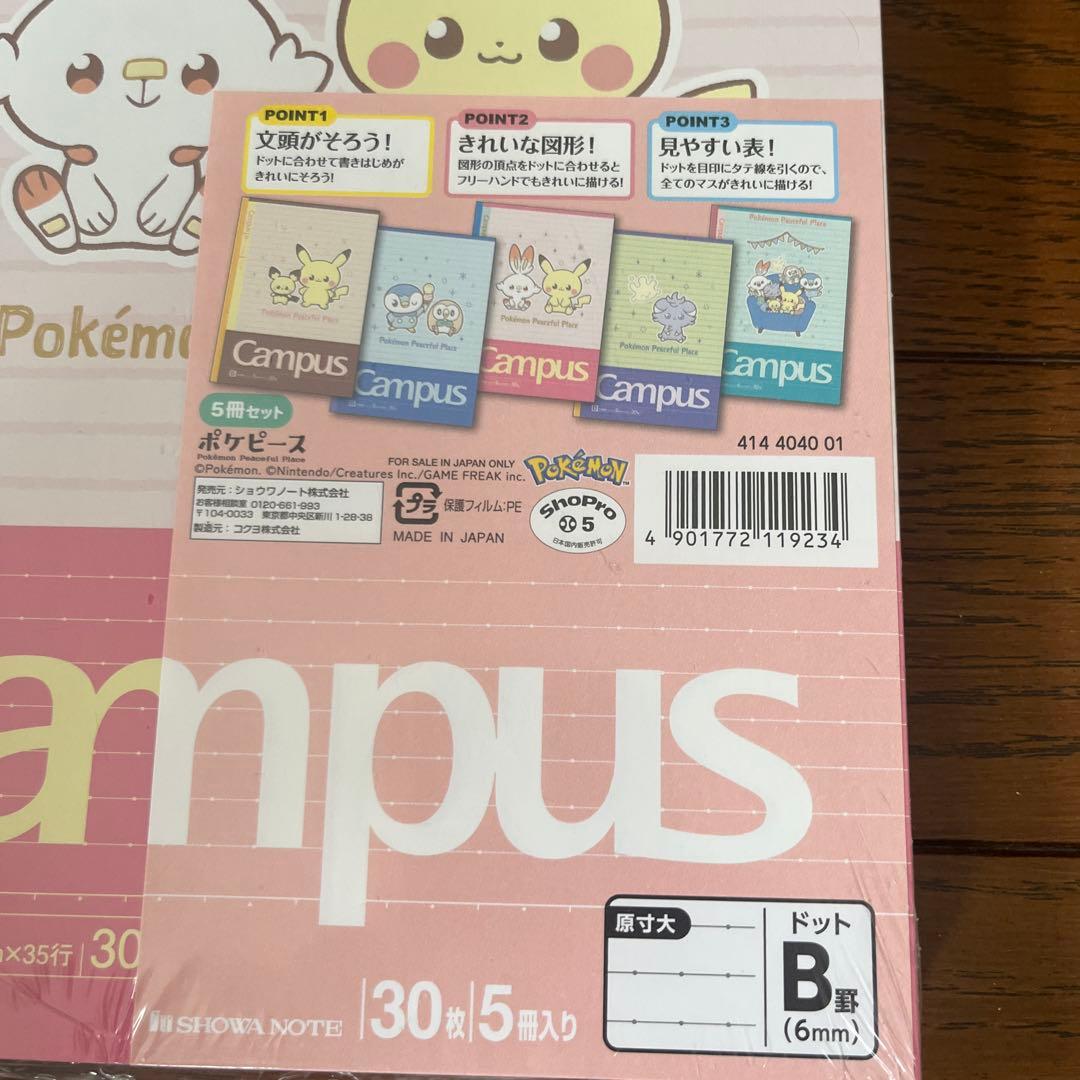 POINT1
文頭がそろう!
ドットに合わせて書きはじめが
きれいにそろう!
POINT2
きれいな図形!
図形の頂点をドットに合わせると
フリーハンドでもきれいに描ける!
POINT3
見やすい表!
ドットを目印にタテ線を引くので、
全てのマスがきれいに描ける!
Pokémon Peaceful Place
Campus
Pokémon Peaceful Place
Campus
Pokémon Peaceful Place
Campus
Pokémon Peaceful Place
Campus
Pokémon Peaceful Place
Campus
Pokém
5冊セット
ポケピース
Pokémon Peaceful Place
©Pokémon. ©Nintendo/Creatures Inc./GAME FREAK inc.
FOR SALE IN JAPAN ONLY
POKéMON
414 4040 01
発売元:ショウワノート株式会社
お客様相談室 0120-661-993
〒104-0033 東京都中央区新川1-28-38
製造元:コクヨ株式会社
プラ
保護フィルム:PE
MADE IN JAPAN
ShoPro
5
日本国内販売許可
4 901772 119234
ampus
×35行 30
SHOWA NOTE
30枚 5冊入り
原寸大
ドット
B罫
(6mm)